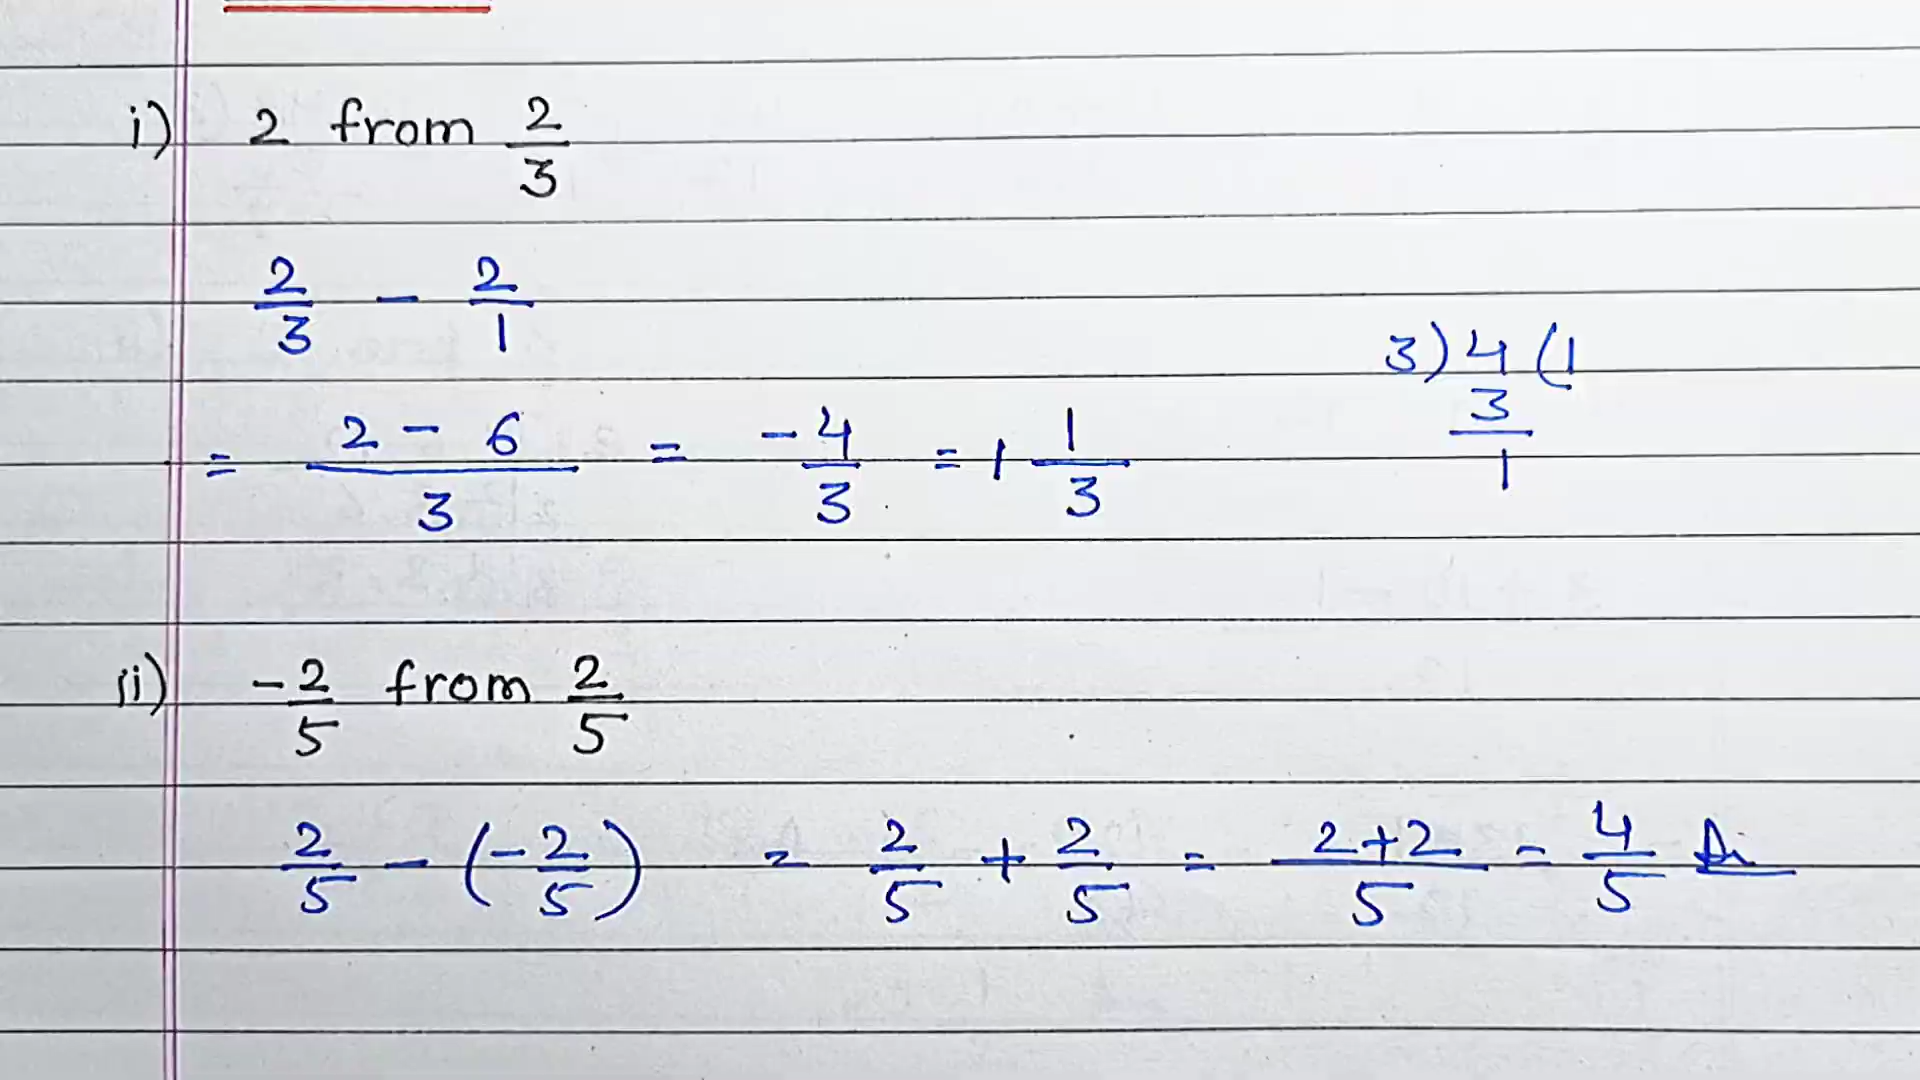 i) 2 from 2/3
2/3 - 2/1
= (2 - 6)/3 = -4/3 = 1 1/3
3) 4 (1
3
1
ii) -2/5 from 2/5
2/5 - (-2/5) = 2/5 + 2/5 = (2+2)/5 = 4/5